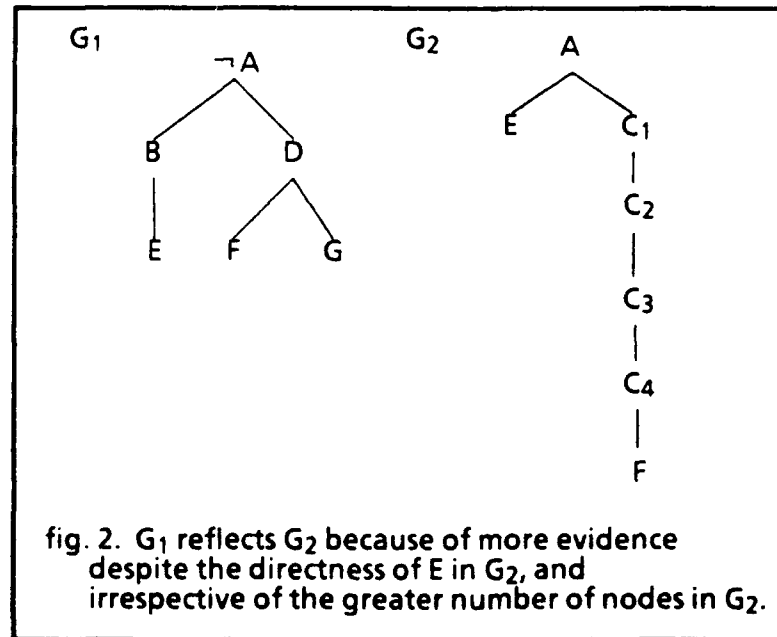 G₁ G₂
¬ A A
E C₁
B D
C₂
E F G
C₃
C₄
F
fig. 2. G₁ reflects G₂ because of more evidence
despite the directness of E in G₂, and
irrespective of the greater number of nodes in G₂.